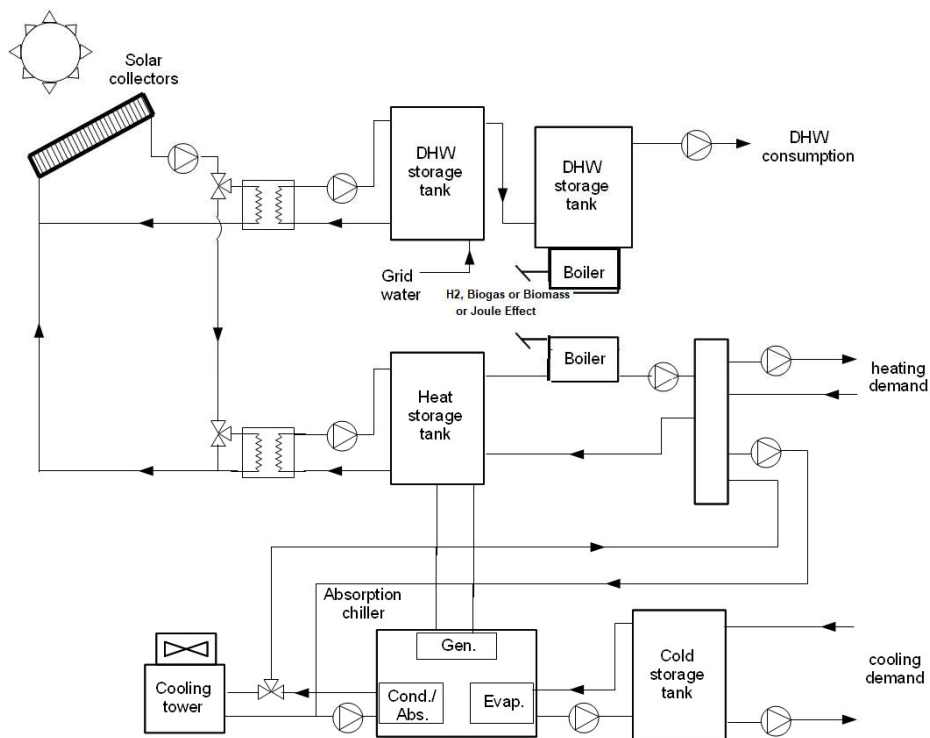 Solar
collectors
DHW
storage
tank
DHW
storage
tank
DHW
consumption
Boiler
Grid
water
H2, Biogas or Biomass
or Joule Effect
Boiler
heating
demand
Heat
storage
tank
Absorption
chiller
Gen.
Cooling
tower
Cond./
Abs.
Evap.
Cold
storage
tank
cooling
demand